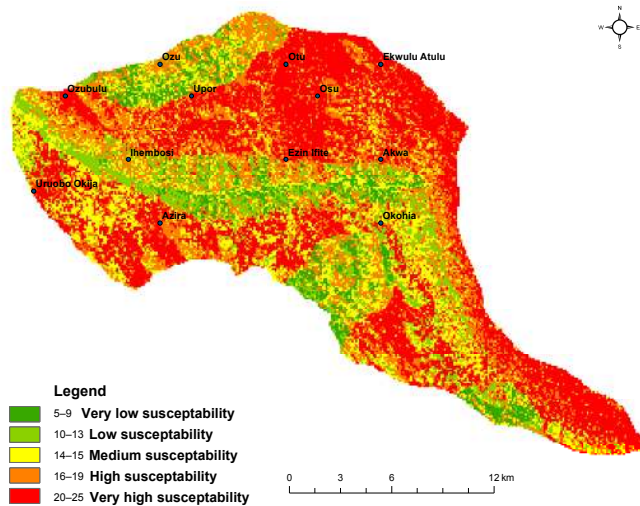 N
W E
S
Ozu
Otu
Ekwulu Atulu
Ozubulu
Upor
Osu
Ihembosi
Ezin Ifite
Akwa
Uruobo Okija
Azira
Okohia
Legend
5–9 Very low susceptability
10–13 Low susceptability
14–15 Medium susceptability
16–19 High susceptability
20–25 Very high susceptability
0 3 6 12 km